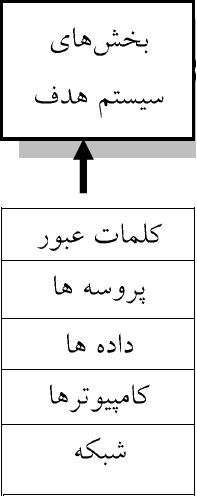 بخش‌های
سیستم هدف
کلمات عبور
پروسه ها
داده ها
کامپیوترها
شبکه